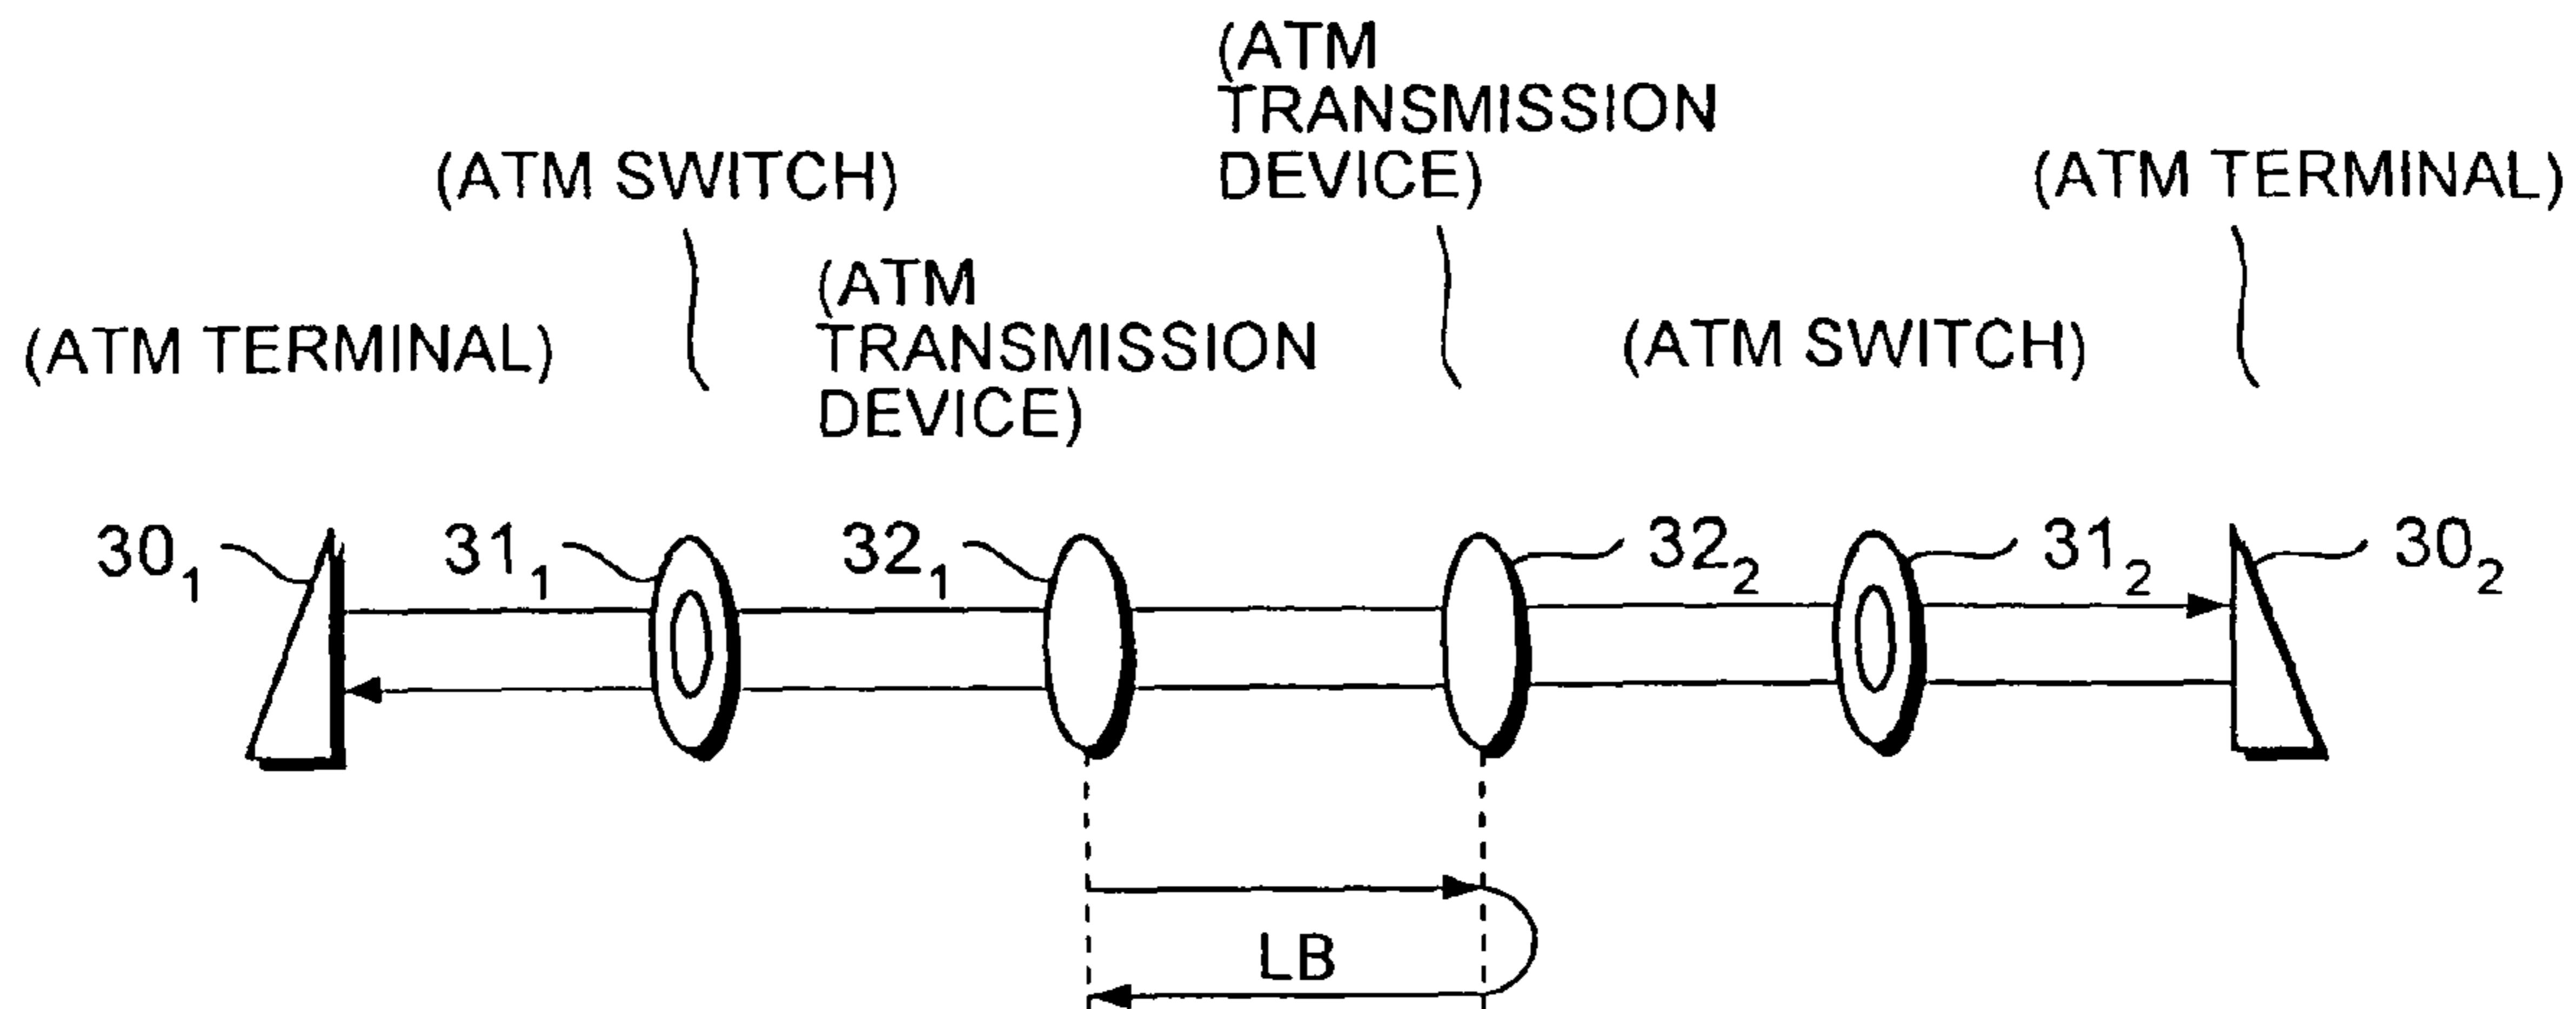 (ATM
TRANSMISSION
DEVICE)
(ATM SWITCH)
(ATM TERMINAL)
(ATM
TRANSMISSION
DEVICE)
(ATM TERMINAL)
(ATM SWITCH)
30₁
31₁
32₁
32₂
31₂
30₂
LB